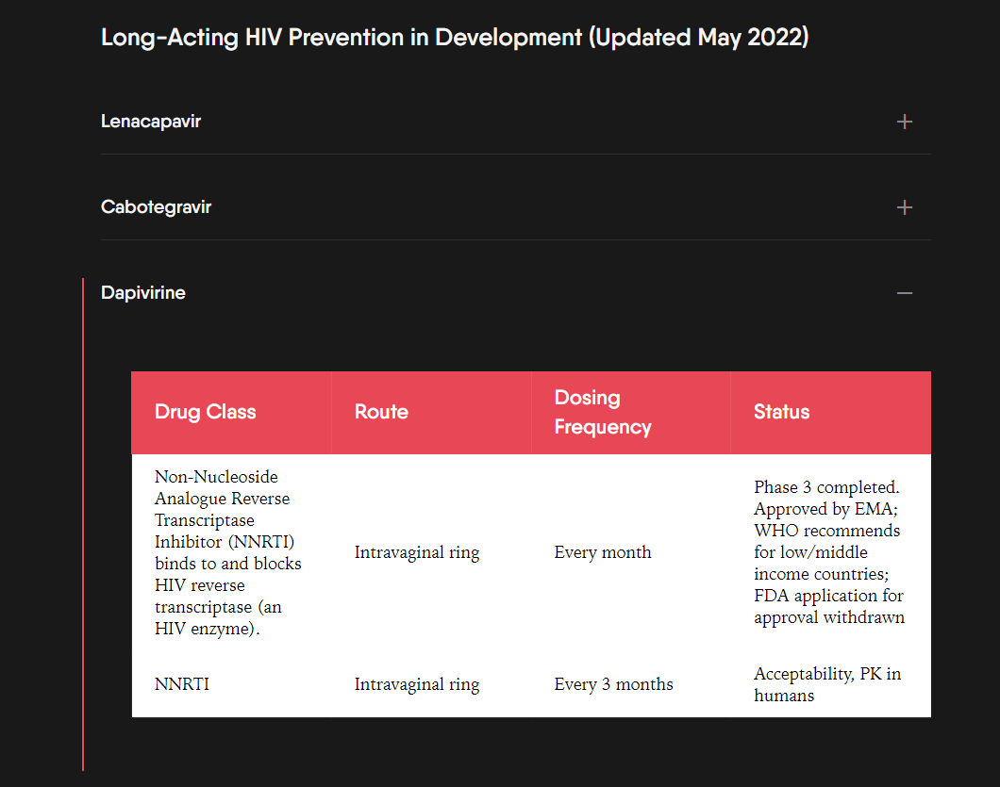 Long-Acting HIV Prevention in Development (Updated May 2022)
Lenacapavir
Cabotegravir
Dapivirine
Drug Class
Route
Dosing
Frequency
Status
Non-Nucleoside
Analogue Reverse
Transcriptase
Inhibitor (NNRTI)
binds to and blocks
HIV reverse
transcriptase (an
HIV enzyme).
Intravaginal ring
Every month
Phase 3 completed.
Approved by EMA;
WHO recommends
for low/middle
income countries;
FDA application for
approval withdrawn
NNRTI
Intravaginal ring
Every 3 months
Acceptability, PK in
humans